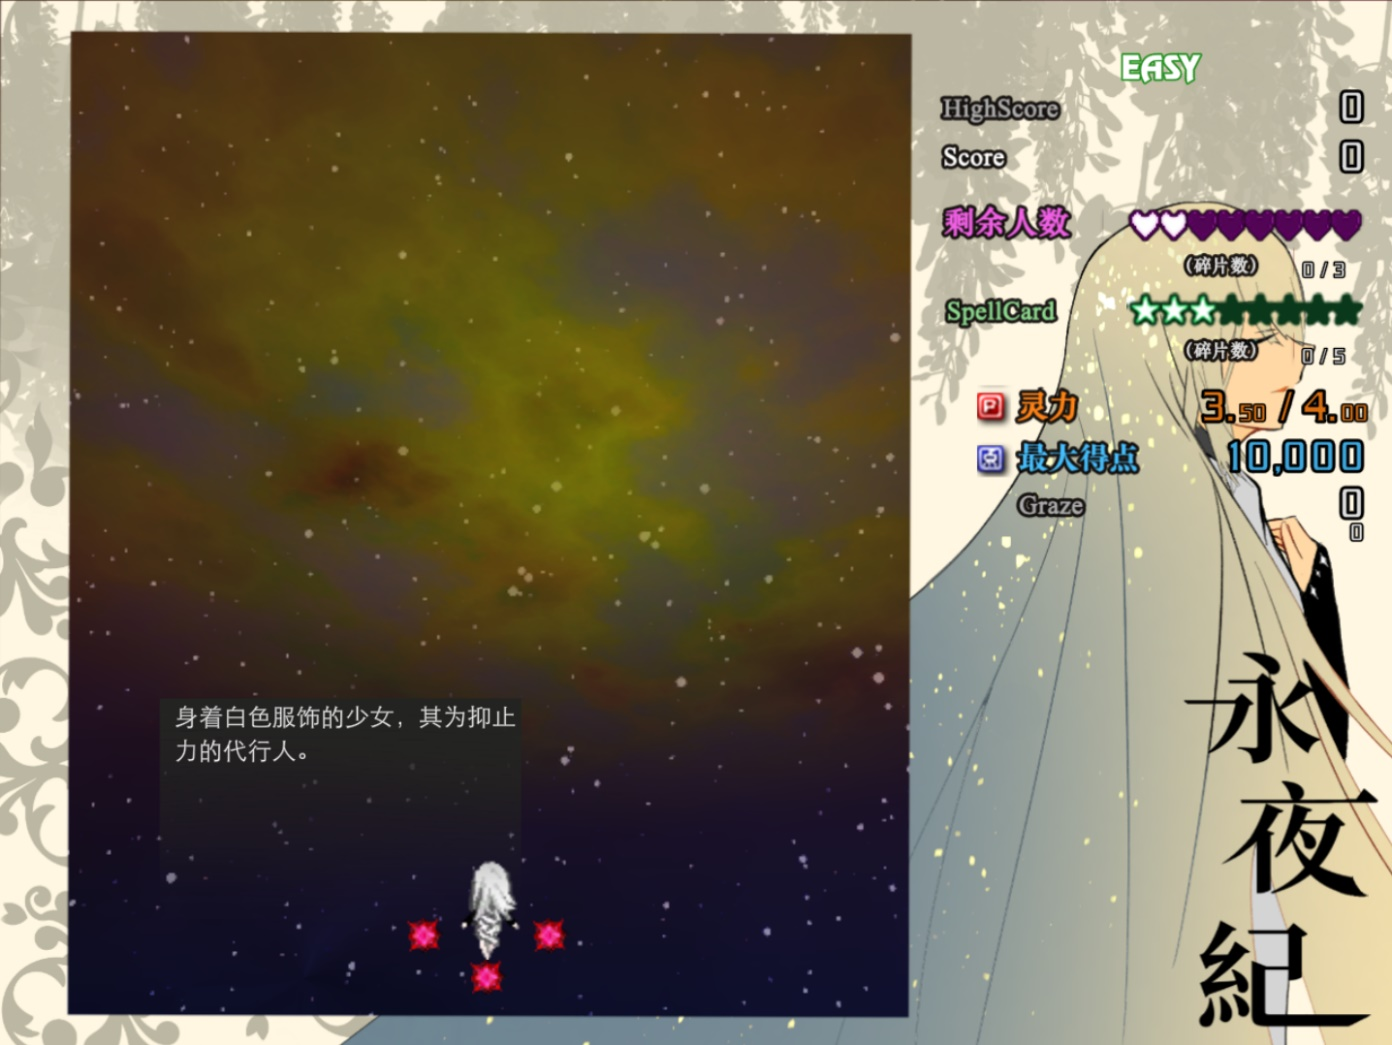 EASY
HighScore 0
Score 0
剩余人数
(碎片数) 0/3
SpellCard
(碎片数) 0/5
P 灵力 3.50/4.00
最大得点 10,000
Graze 0
0
身着白色服饰的少女，其为抑止
力的代行人。
永
夜
紀